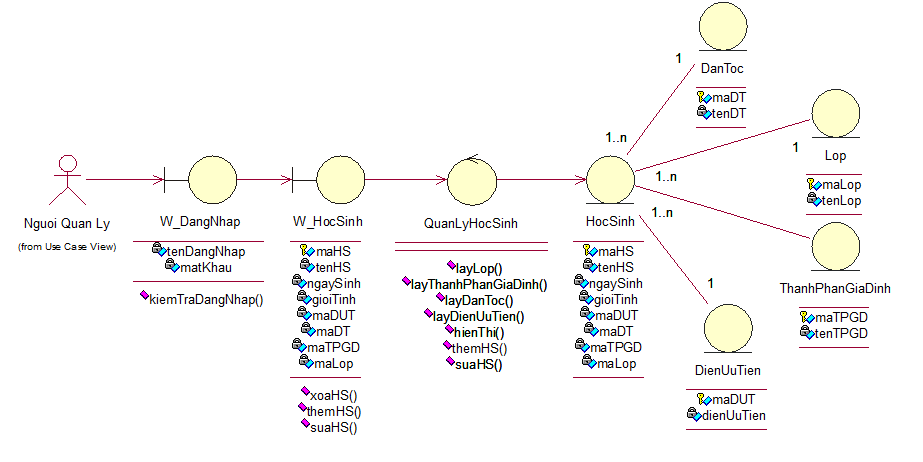 Nguoi Quan Ly
(from Use Case View)
W_DangNhap
tenDangNhap
matKhau
kiemTraDangNhap()
W_HocSinh
maHS
tenHS
ngaySinh
gioiTinh
maDUT
maDT
maTPGD
maLop
xoaHS()
themHS()
suaHS()
QuanLyHocSinh
layLop()
layThanhPhanGiaDinh()
layDanToc()
layDienUuTien()
hienThi()
themHS()
suaHS()
HocSinh
maHS
tenHS
ngaySinh
gioiTinh
maDUT
maDT
maTPGD
maLop
1
1..n
DanToc
maDT
tenDT
1
1..n
Lop
maLop
tenLop
1..n
ThanhPhanGiaDinh
maTPGD
tenTPGD
1
DienUuTien
maDUT
dienUuTien